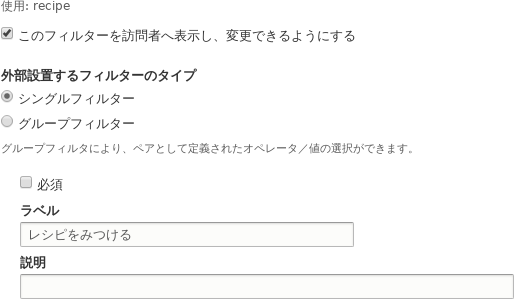 使用: recipe
このフィルターを訪問者へ表示し、変更できるようにする
外部設置するフィルターのタイプ
シングルフィルター
グループフィルター
グループフィルタにより、ペアとして定義されたオペレータ／値の選択ができます。
必須
ラベル
レシピをみつける
説明